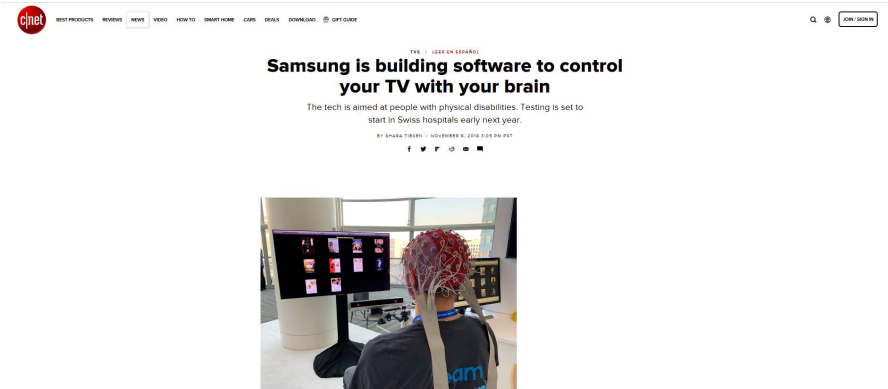 c|net
BEST PRODUCTS REVIEWS NEWS VIDEO HOW TO SMART HOME CARS DEALS DOWNLOAD GIFT GUIDE JOIN / SIGN IN
TVS | LEER EN ESPAÑOL
Samsung is building software to control
your TV with your brain
The tech is aimed at people with physical disabilities. Testing is set to
start in Swiss hospitals early next year.
BY SHARA TIBKEN | NOVEMBER 8, 2018 3:05 PM PST
am